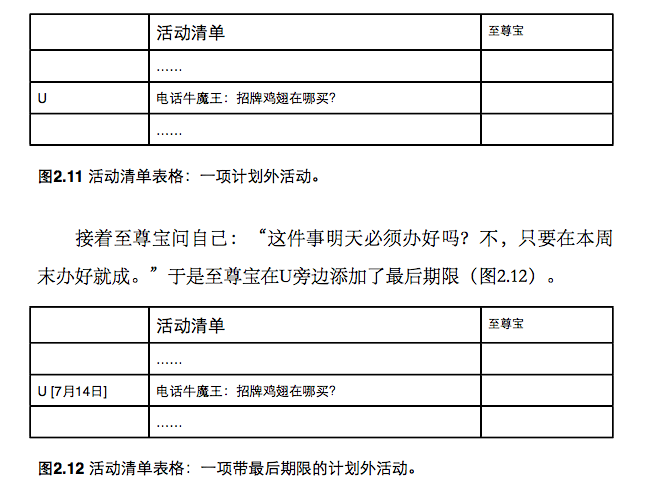 活动清单 至尊宝
……
U 电话牛魔王：招牌鸡翅在哪买？
……
图2.11 活动清单表格：一项计划外活动。
接着至尊宝问自己：“这件事明天必须办好吗？不，只要在本周
末办好就成。”于是至尊宝在U旁边添加了最后期限（图2.12）。
活动清单 至尊宝
……
U [7月14日] 电话牛魔王：招牌鸡翅在哪买？
……
图2.12 活动清单表格：一项带最后期限的计划外活动。